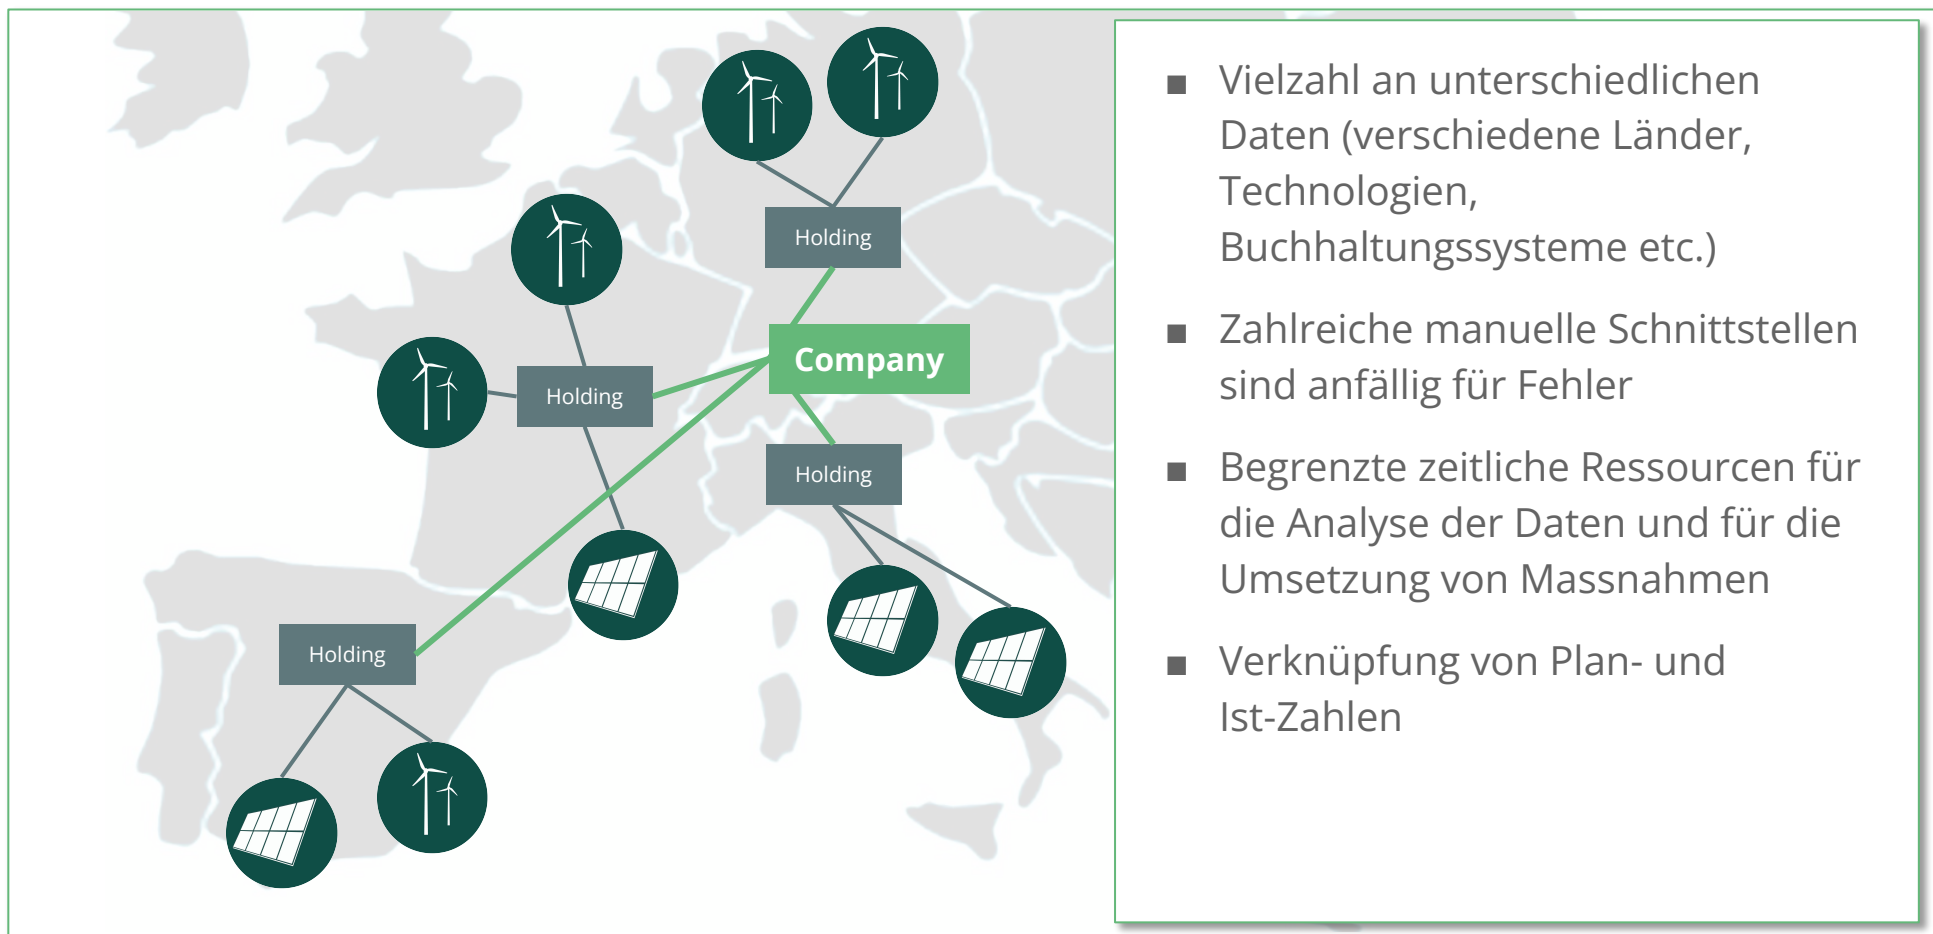 Holding
Company
Holding
Holding
Holding
■ Vielzahl an unterschiedlichen
Daten (verschiedene Länder,
Technologien,
Buchhaltungssysteme etc.)
■ Zahlreiche manuelle Schnittstellen
sind anfällig für Fehler
■ Begrenzte zeitliche Ressourcen für
die Analyse der Daten und für die
Umsetzung von Massnahmen
■ Verknüpfung von Plan- und
Ist-Zahlen